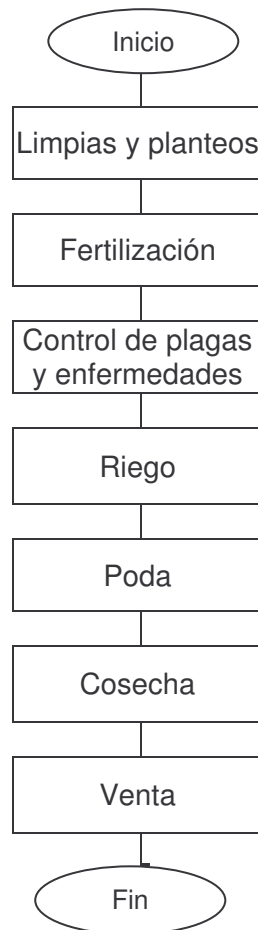 Inicio
Limpias y planteos
Fertilización
Control de plagas
y enfermedades
Riego
Poda
Cosecha
Venta
Fin